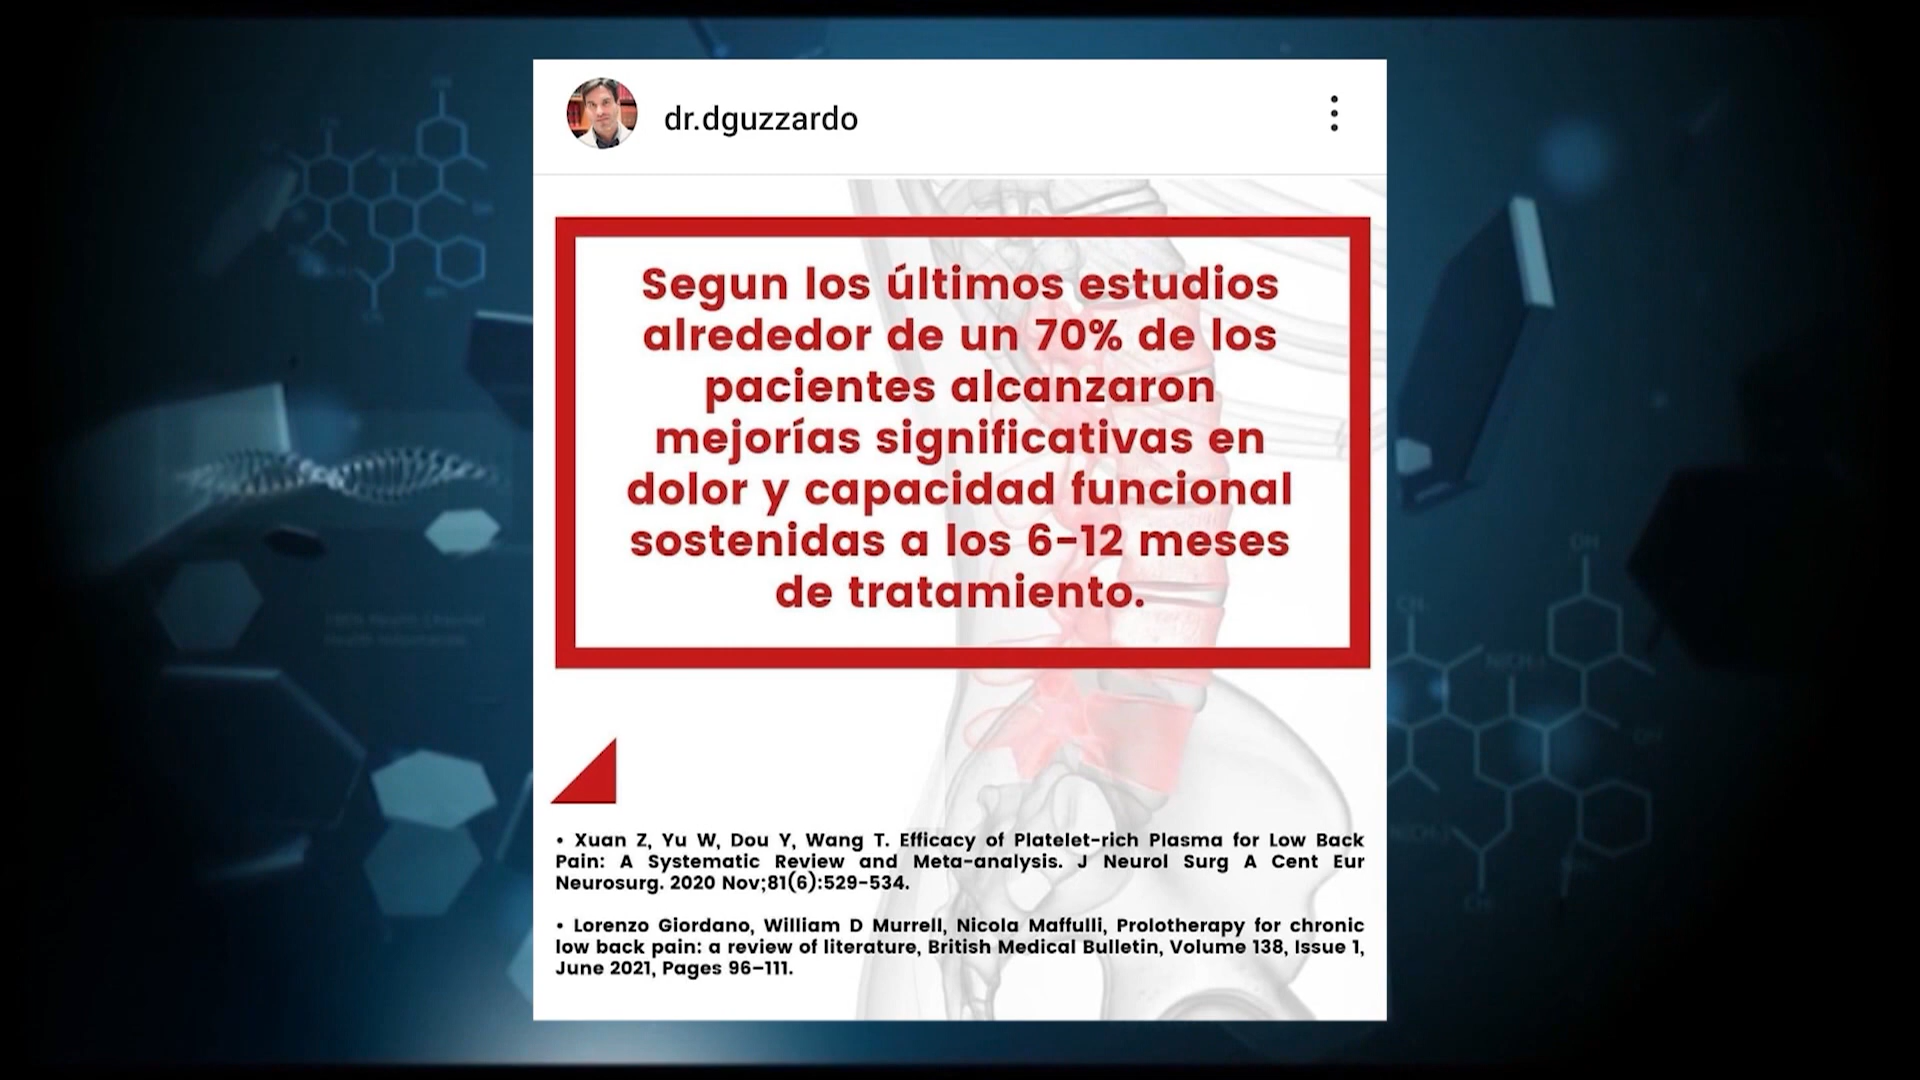 dr.dguzzardo
Segun los últimos estudios
alrededor de un 70% de los
pacientes alcanzaron
mejorías significativas en
dolor y capacidad funcional
sostenidas a los 6-12 meses
de tratamiento.
• Xuan Z, Yu W, Dou Y, Wang T. Efficacy of Platelet-rich Plasma for Low Back
Pain: A Systematic Review and Meta-analysis. J Neurol Surg A Cent Eur
Neurosurg. 2020 Nov;81(6):529-534.
• Lorenzo Giordano, William D Murrell, Nicola Maffulli, Prolotherapy for chronic
low back pain: a review of literature, British Medical Bulletin, Volume 138, Issue 1,
June 2021, Pages 96–111.